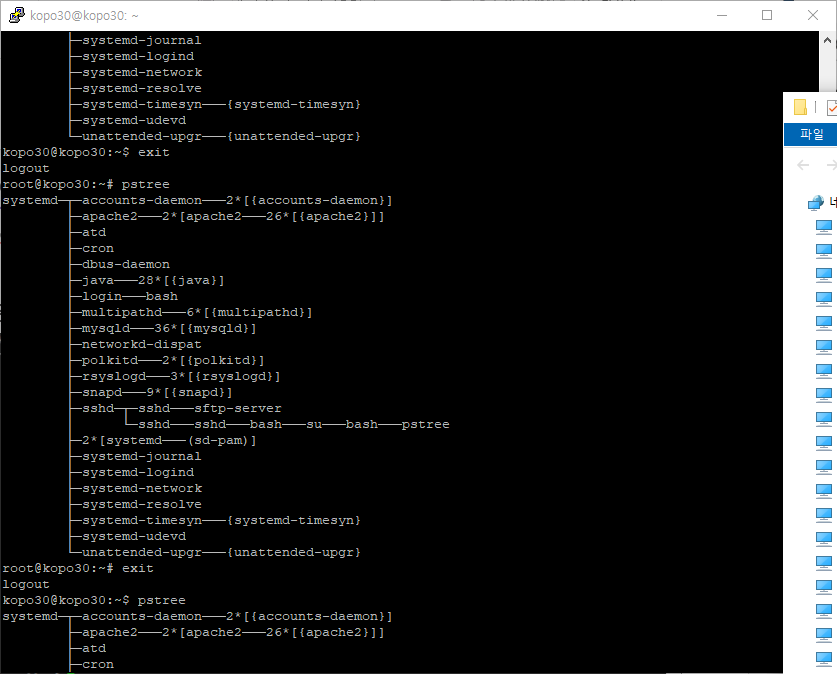 kopo30@kopo30: ~
├─systemd-journal
├─systemd-logind
├─systemd-network
├─systemd-resolve
├─systemd-timesyn───{systemd-timesyn}
├─systemd-udevd
└─unattended-upgr───{unattended-upgr}
kopo30@kopo30:~$ exit
logout
root@kopo30:~# pstree
systemd─┬─accounts-daemon───2*[{accounts-daemon}]
├─apache2───2*[apache2───26*[{apache2}]]
├─atd
├─cron
├─dbus-daemon
├─java───28*[{java}]
├─login───bash
├─multipathd───6*[{multipathd}]
├─mysqld───36*[{mysqld}]
├─networkd-dispat
├─polkitd───2*[{polkitd}]
├─rsyslogd───3*[{rsyslogd}]
├─snapd───9*[{snapd}]
├─sshd─┬─sshd───sftp-server
│      └─sshd───sshd───bash───su───bash───pstree
├─2*[systemd───(sd-pam)]
├─systemd-journal
├─systemd-logind
├─systemd-network
├─systemd-resolve
├─systemd-timesyn───{systemd-timesyn}
├─systemd-udevd
└─unattended-upgr───{unattended-upgr}
root@kopo30:~# exit
logout
kopo30@kopo30:~$ pstree
systemd─┬─accounts-daemon───2*[{accounts-daemon}]
├─apache2───2*[apache2───26*[{apache2}]]
├─atd
├─cron
파일